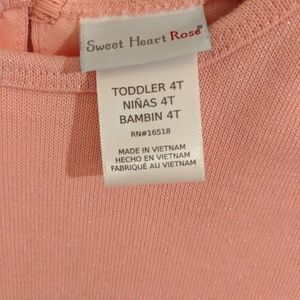 Sweet Heart Rose®
TODDLER 4T
NIÑAS 4T
BAMBIN 4T
RN#16518
MADE IN VIETNAM
HECHO EN VIETNAM
FABRIQUÉ AU VIETNAM